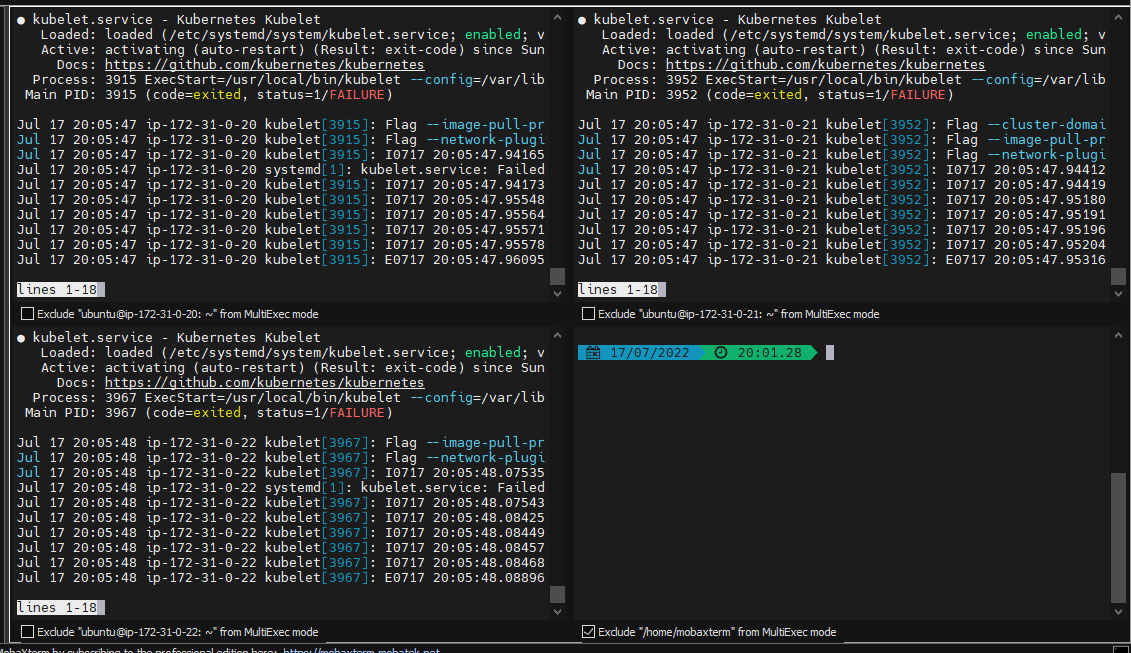 ● kubelet.service - Kubernetes Kubelet
Loaded: loaded (/etc/systemd/system/kubelet.service; enabled; v
Active: activating (auto-restart) (Result: exit-code) since Sun
Docs: https://github.com/kubernetes/kubernetes
Process: 3915 ExecStart=/usr/local/bin/kubelet --config=/var/lib
Main PID: 3915 (code=exited, status=1/FAILURE)
Jul 17 20:05:47 ip-172-31-0-20 kubelet[3915]: Flag --image-pull-pr
Jul 17 20:05:47 ip-172-31-0-20 kubelet[3915]: Flag --network-plugi
Jul 17 20:05:47 ip-172-31-0-20 kubelet[3915]: I0717 20:05:47.94165
Jul 17 20:05:47 ip-172-31-0-20 systemd[1]: kubelet.service: Failed
Jul 17 20:05:47 ip-172-31-0-20 kubelet[3915]: I0717 20:05:47.94173
Jul 17 20:05:47 ip-172-31-0-20 kubelet[3915]: I0717 20:05:47.95548
Jul 17 20:05:47 ip-172-31-0-20 kubelet[3915]: I0717 20:05:47.95564
Jul 17 20:05:47 ip-172-31-0-20 kubelet[3915]: I0717 20:05:47.95571
Jul 17 20:05:47 ip-172-31-0-20 kubelet[3915]: I0717 20:05:47.95578
Jul 17 20:05:47 ip-172-31-0-20 kubelet[3915]: E0717 20:05:47.96095
lines 1-18
Exclude "ubuntu@ip-172-31-0-20: ~" from MultiExec mode
● kubelet.service - Kubernetes Kubelet
Loaded: loaded (/etc/systemd/system/kubelet.service; enabled; v
Active: activating (auto-restart) (Result: exit-code) since Sun
Docs: https://github.com/kubernetes/kubernetes
Process: 3952 ExecStart=/usr/local/bin/kubelet --config=/var/lib
Main PID: 3952 (code=exited, status=1/FAILURE)
Jul 17 20:05:47 ip-172-31-0-21 kubelet[3952]: Flag --cluster-domai
Jul 17 20:05:47 ip-172-31-0-21 kubelet[3952]: Flag --image-pull-pr
Jul 17 20:05:47 ip-172-31-0-21 kubelet[3952]: Flag --network-plugi
Jul 17 20:05:47 ip-172-31-0-21 kubelet[3952]: I0717 20:05:47.94412
Jul 17 20:05:47 ip-172-31-0-21 kubelet[3952]: I0717 20:05:47.94419
Jul 17 20:05:47 ip-172-31-0-21 kubelet[3952]: I0717 20:05:47.95180
Jul 17 20:05:47 ip-172-31-0-21 kubelet[3952]: I0717 20:05:47.95191
Jul 17 20:05:47 ip-172-31-0-21 kubelet[3952]: I0717 20:05:47.95196
Jul 17 20:05:47 ip-172-31-0-21 kubelet[3952]: I0717 20:05:47.95204
Jul 17 20:05:47 ip-172-31-0-21 kubelet[3952]: E0717 20:05:47.95316
lines 1-18
Exclude "ubuntu@ip-172-31-0-21: ~" from MultiExec mode
● kubelet.service - Kubernetes Kubelet
Loaded: loaded (/etc/systemd/system/kubelet.service; enabled; v
Active: activating (auto-restart) (Result: exit-code) since Sun
Docs: https://github.com/kubernetes/kubernetes
Process: 3967 ExecStart=/usr/local/bin/kubelet --config=/var/lib
Main PID: 3967 (code=exited, status=1/FAILURE)
Jul 17 20:05:48 ip-172-31-0-22 kubelet[3967]: Flag --image-pull-pr
Jul 17 20:05:48 ip-172-31-0-22 kubelet[3967]: Flag --network-plugi
Jul 17 20:05:48 ip-172-31-0-22 kubelet[3967]: I0717 20:05:48.07535
Jul 17 20:05:48 ip-172-31-0-22 systemd[1]: kubelet.service: Failed
Jul 17 20:05:48 ip-172-31-0-22 kubelet[3967]: I0717 20:05:48.07543
Jul 17 20:05:48 ip-172-31-0-22 kubelet[3967]: I0717 20:05:48.08425
Jul 17 20:05:48 ip-172-31-0-22 kubelet[3967]: I0717 20:05:48.08449
Jul 17 20:05:48 ip-172-31-0-22 kubelet[3967]: I0717 20:05:48.08457
Jul 17 20:05:48 ip-172-31-0-22 kubelet[3967]: I0717 20:05:48.08468
Jul 17 20:05:48 ip-172-31-0-22 kubelet[3967]: E0717 20:05:48.08896
lines 1-18
Exclude "ubuntu@ip-172-31-0-22: ~" from MultiExec mode
17/07/2022 20:01.28
Exclude "/home/mobaxterm" from MultiExec mode
MobaXterm by subscribing to the professional edition here: https://mobaxterm.mobatek.net